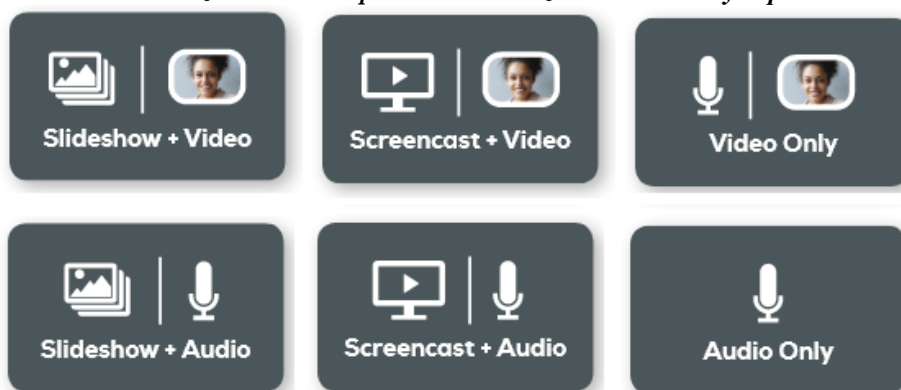 Slideshow + Video
Screencast + Video
Video Only
Slideshow + Audio
Screencast + Audio
Audio Only